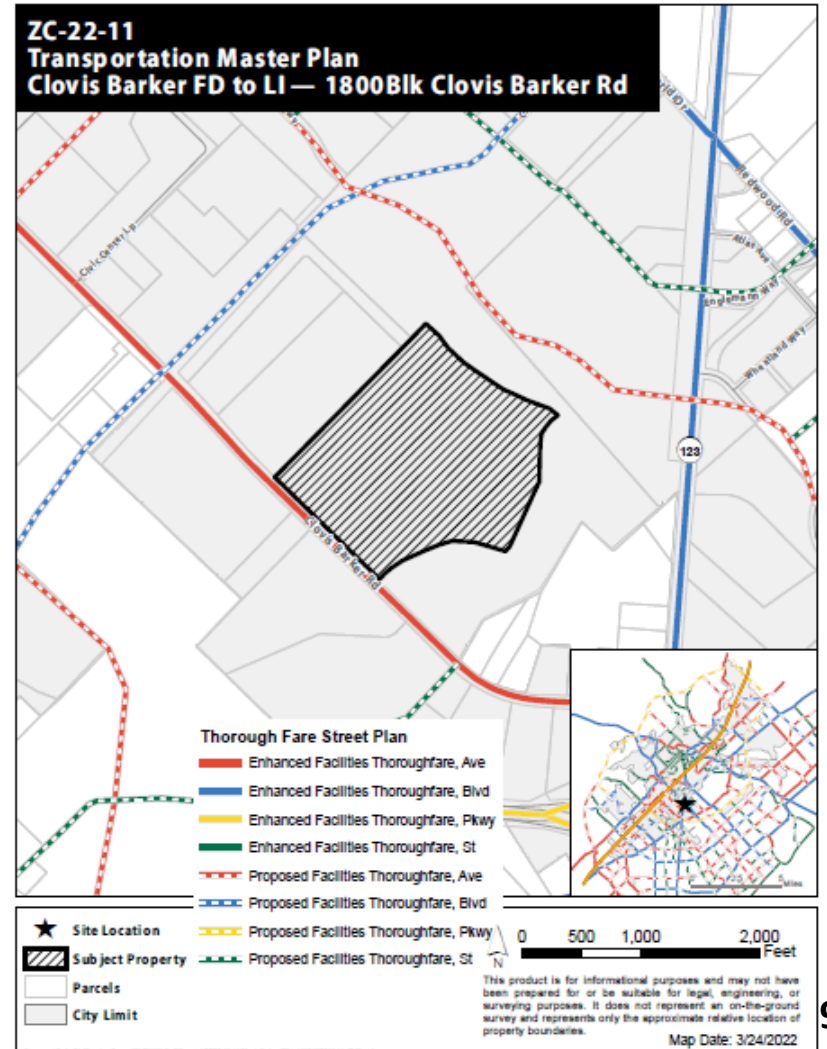 ZC-22-11
Transportation Master Plan
Clovis Barker FD to LI — 1800Blk Clovis Barker Rd
Redwood Rd
Civic Center Lp
Atlas Ave
Englemann Way
Wheatland Way
123
Clovis Barker Rd
Thorough Fare Street Plan
Enhanced Facilities Thoroughfare, Ave
Enhanced Facilities Thoroughfare, Blvd
Enhanced Facilities Thoroughfare, Pkwy
Enhanced Facilities Thoroughfare, St
Proposed Facilities Thoroughfare, Ave
Proposed Facilities Thoroughfare, Blvd
Proposed Facilities Thoroughfare, Pkwy
Proposed Facilities Thoroughfare, St
Miles
Site Location
Subject Property
Parcels
City Limit
N
0 500 1,000 2,000
Feet
This product is for informational purposes and may not have
been prepared for or be suitable for legal, engineering, or
surveying purposes. It does not represent an on-the-ground
survey and represents only the approximate relative location of
property boundaries.
Map Date: 3/24/2022